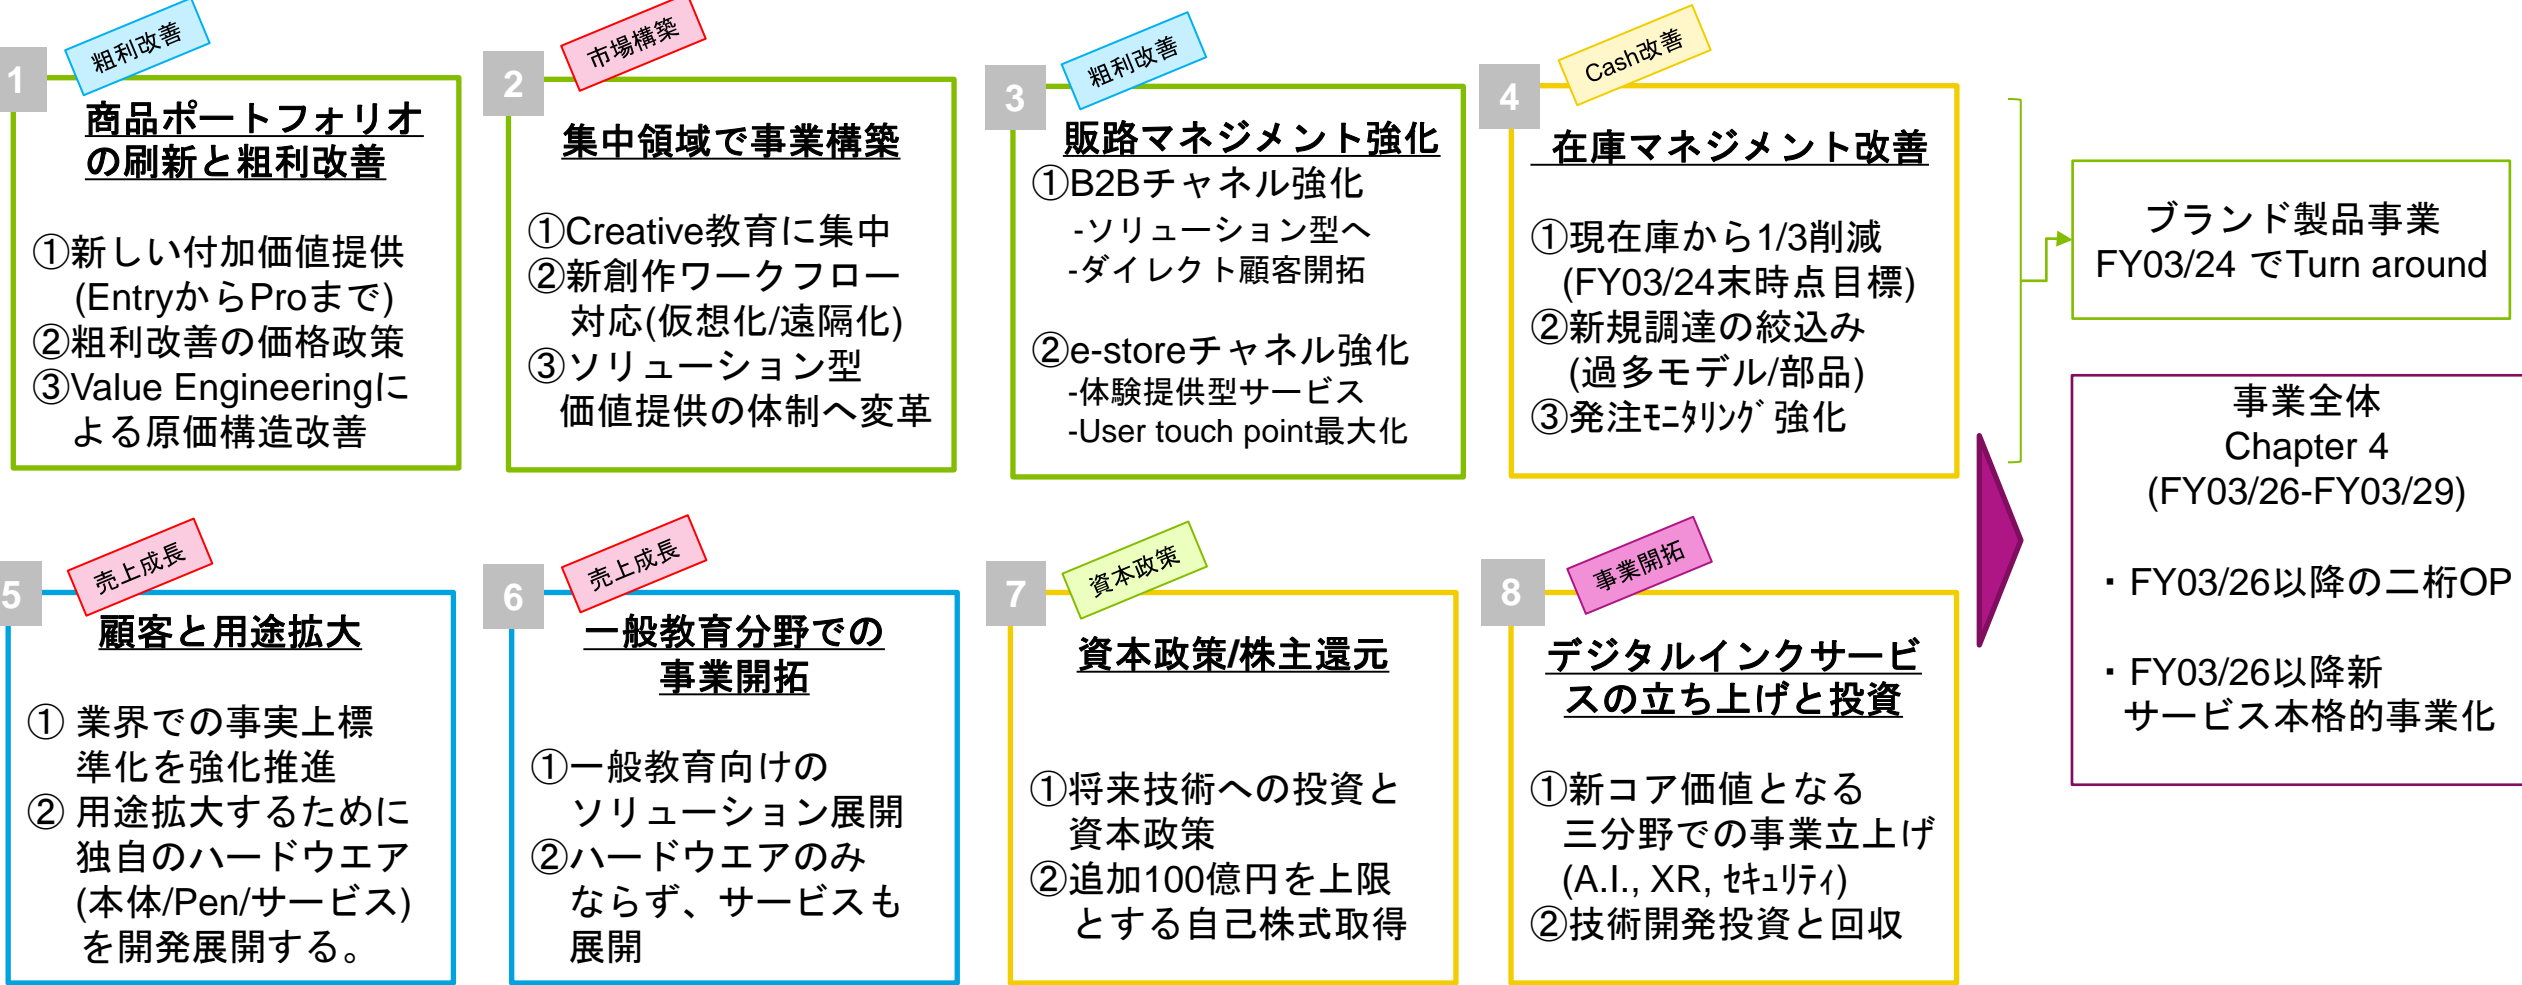 1
粗利改善
商品ポートフォリオ
の刷新と粗利改善
①新しい付加価値提供
(EntryからProまで)
②粗利改善の価格政策
③Value Engineeringに
よる原価構造改善
2
市場構築
集中領域で事業構築
①Creative教育に集中
②新創作ワークフロー
対応(仮想化/遠隔化)
③ソリューション型
価値提供の体制へ変革
3
粗利改善
販路マネジメント強化
①B2Bチャネル強化
-ソリューション型へ
-ダイレクト顧客開拓
②e-storeチャネル強化
-体験提供型サービス
-User touch point最大化
4
Cash改善
在庫マネジメント改善
①現在庫から1/3削減
(FY03/24末時点目標)
②新規調達の絞込み
(過多モデル/部品)
③発注ﾓﾆﾀﾘﾝｸﾞ強化
ブランド製品事業
FY03/24 でTurn around
5
売上成長
顧客と用途拡大
① 業界での事実上標
準化を強化推進
② 用途拡大するために
独自のハードウエア
(本体/Pen/サービス)
を開発展開する。
6
売上成長
一般教育分野での
事業開拓
①一般教育向けの
ソリューション展開
②ハードウエアのみ
ならず、サービスも
展開
7
資本政策
資本政策/株主還元
①将来技術への投資と
資本政策
②追加100億円を上限
とする自己株式取得
8
事業開拓
デジタルインクサービ
スの立ち上げと投資
①新コア価値となる
三分野での事業立上げ
(A.I., XR, ｾｷｭﾘﾃｨ)
②技術開発投資と回収
事業全体
Chapter 4
(FY03/26-FY03/29)
・FY03/26以降の二桁OP
・FY03/26以降新
サービス本格的事業化